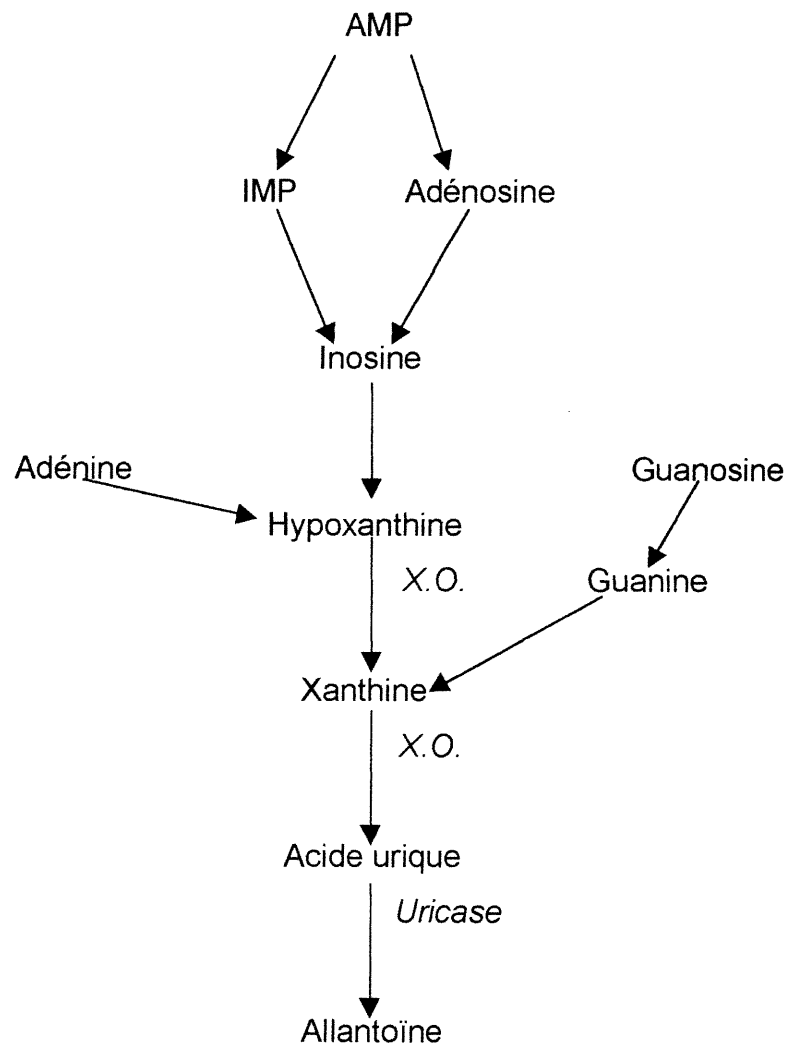 AMP
IMP Adénosine
Inosine
Adénine Guanosine
Hypoxanthine
X.O. Guanine
Xanthine
X.O.
Acide urique
Uricase
Allantoïne